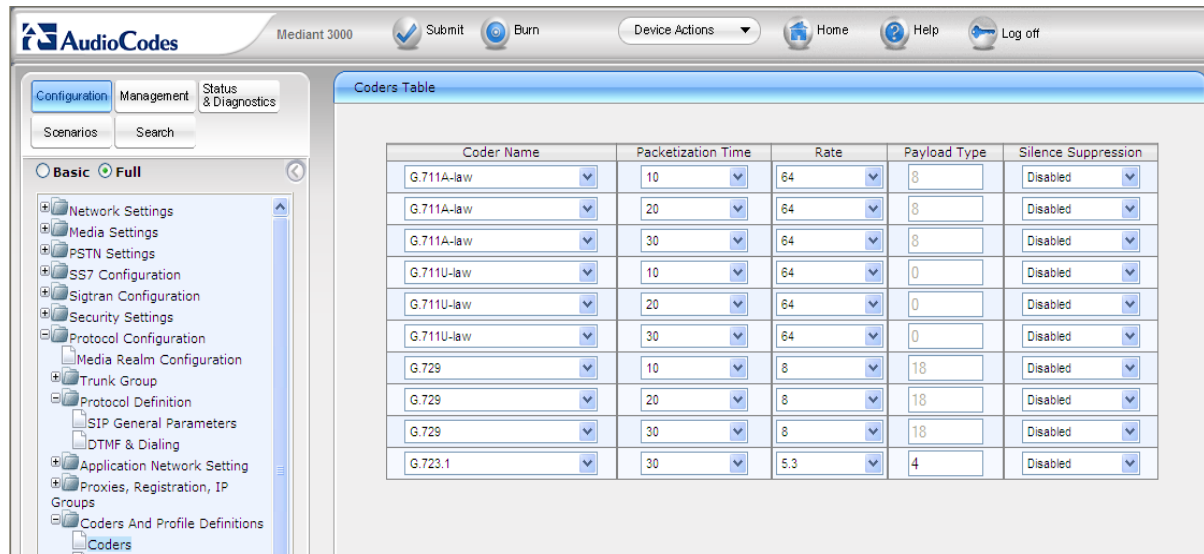 AudioCodes
Mediant 3000
Submit
Burn
Device Actions
Home
Help
Log off
Configuration
Management
Status & Diagnostics
Scenarios
Search
Basic
Full
Network Settings
Media Settings
PSTN Settings
SS7 Configuration
Sigtran Configuration
Security Settings
Protocol Configuration
Media Realm Configuration
Trunk Group
Protocol Definition
SIP General Parameters
DTMF & Dialing
Application Network Setting
Proxies, Registration, IP
Groups
Coders And Profile Definitions
Coders
Coders Table
Coder Name Packetization Time Rate Payload Type Silence Suppression
G.711A-law 10 64 8 Disabled
G.711A-law 20 64 8 Disabled
G.711A-law 30 64 8 Disabled
G.711U-law 10 64 0 Disabled
G.711U-law 20 64 0 Disabled
G.711U-law 30 64 0 Disabled
G.729 10 8 18 Disabled
G.729 20 8 18 Disabled
G.729 30 8 18 Disabled
G.723.1 30 5.3 4 Disabled